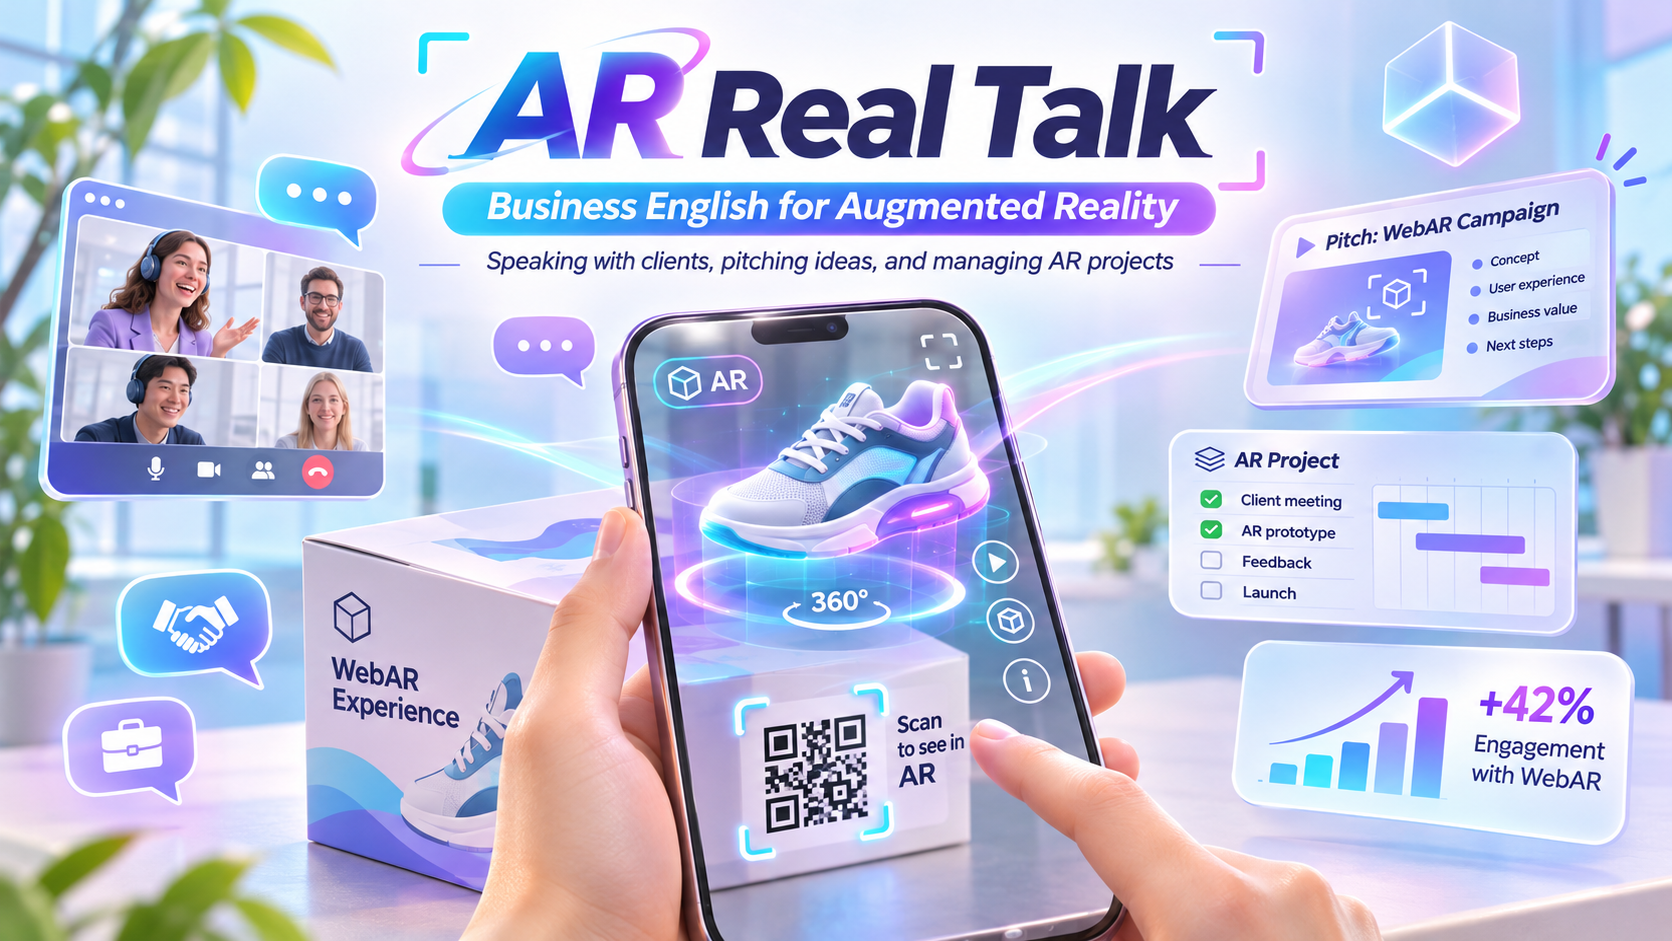 AR Real Talk
Business English for Augmented Reality
Speaking with clients, pitching ideas, and managing AR projects
Pitch: WebAR Campaign
Concept
User experience
Business value
Next steps
AR
360°
Scan
to see in
AR
WebAR
Experience
AR Project
Client meeting
AR prototype
Feedback
Launch
+42%
Engagement
with WebAR